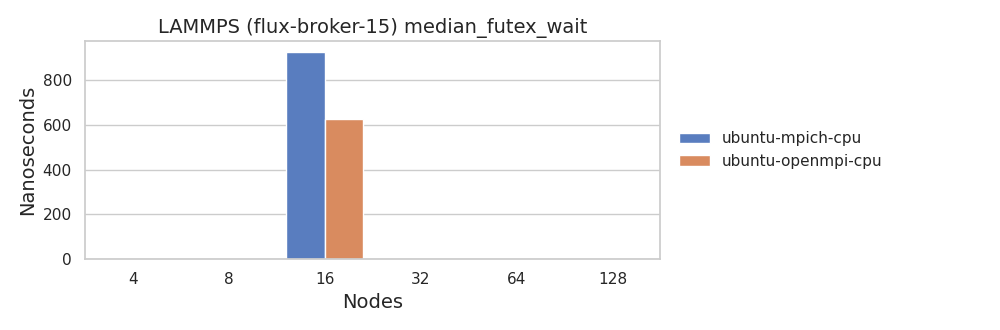 LAMMPS (flux-broker-15) median_futex_wait
Nanoseconds
800
600
400
200
0
4 8 16 32 64 128
Nodes
ubuntu-mpich-cpu
ubuntu-openmpi-cpu